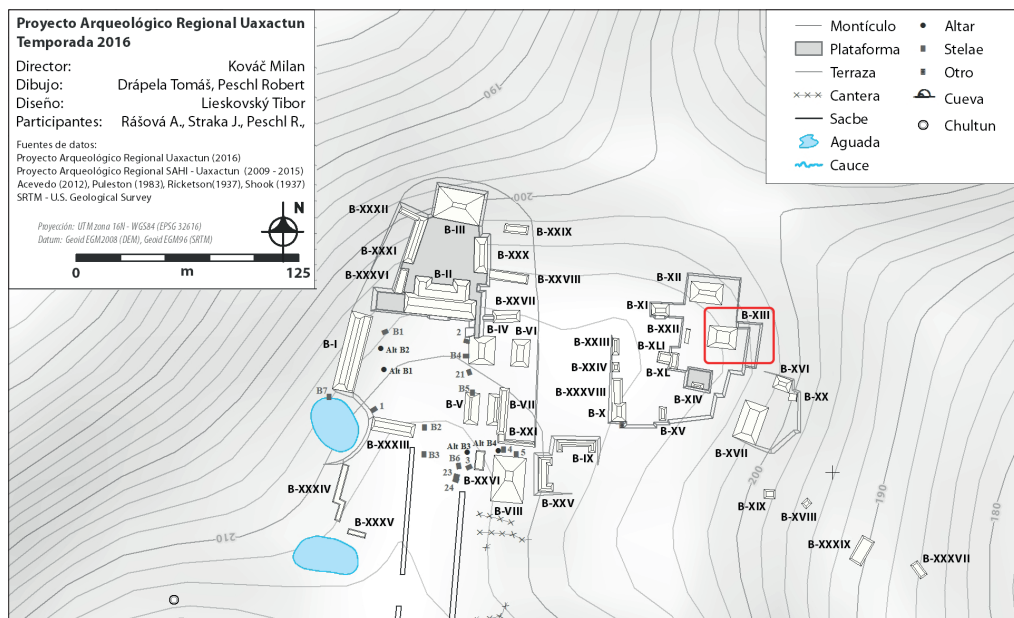 Proyecto Arqueológico Regional Uaxactun
Temporada 2016
Director: Kováč Milan
Dibujo: Drápela Tomáš, Peschl Robert
Diseño: Lieskovský Tibor
Participantes: Rášová A., Straka J., Peschl R.,
Fuentes de datos:
Proyecto Arqueológico Regional Uaxactun (2016)
Proyecto Arqueológico Regional SAHI - Uaxactun (2009 - 2015)
Acevedo (2012), Puleston (1983), Ricketson(1937), Shook (1937)
SRTM - U.S. Geological Survey
Proyección: UTM zona 16N - WGS84 (EPSG 32616)
Datum: Geoid EGM2008 (DEM), Geoid EGM96 (SRTM)
N
0 m 125
Montículo
Plataforma
Terraza
Cantera
Sacbe
Aguada
Cauce
Altar
Stelae
Otro
Cueva
Chultun
190
200
B-XXXII
B-III
B-XXIX
B-XXXI
B-XXX
B-XXXVI
B-II
B-XXVIII
B-XII
B-XXVII
B-XI
B-XIII
B-I
B1
2
B-IV
B-VI
B-XXII
Alt B2
B4
B-XXIII
B-XLI
Alt B1
21
B-XXIV
B-XL
B-XVI
B7
B5
B-XXXVIII
B-XIV
B-XX
1
B-V
B-VII
B-X
B2
B-XXI
B-XV
B-XXXIII
Alt B3
Alt B4
B-XVII
B3
B6
3
4
5
B-IX
23
24
B-XXVI
B-XXV
200
B-XXXIV
B-VIII
B-XIX
B-XVIII
190
180
B-XXXV
210
B-XXXIX
B-XXXVII